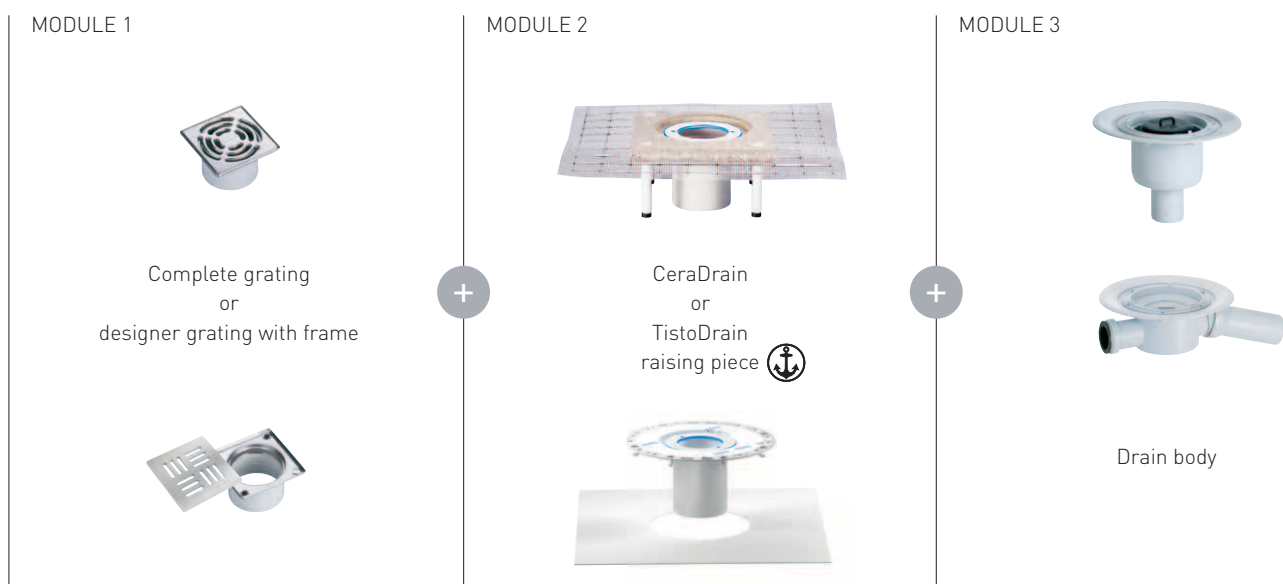 MODULE 1
Complete grating
or
designer grating with frame
+
MODULE 2
CeraDrain
or
TistoDrain
raising piece
+
MODULE 3
Drain body